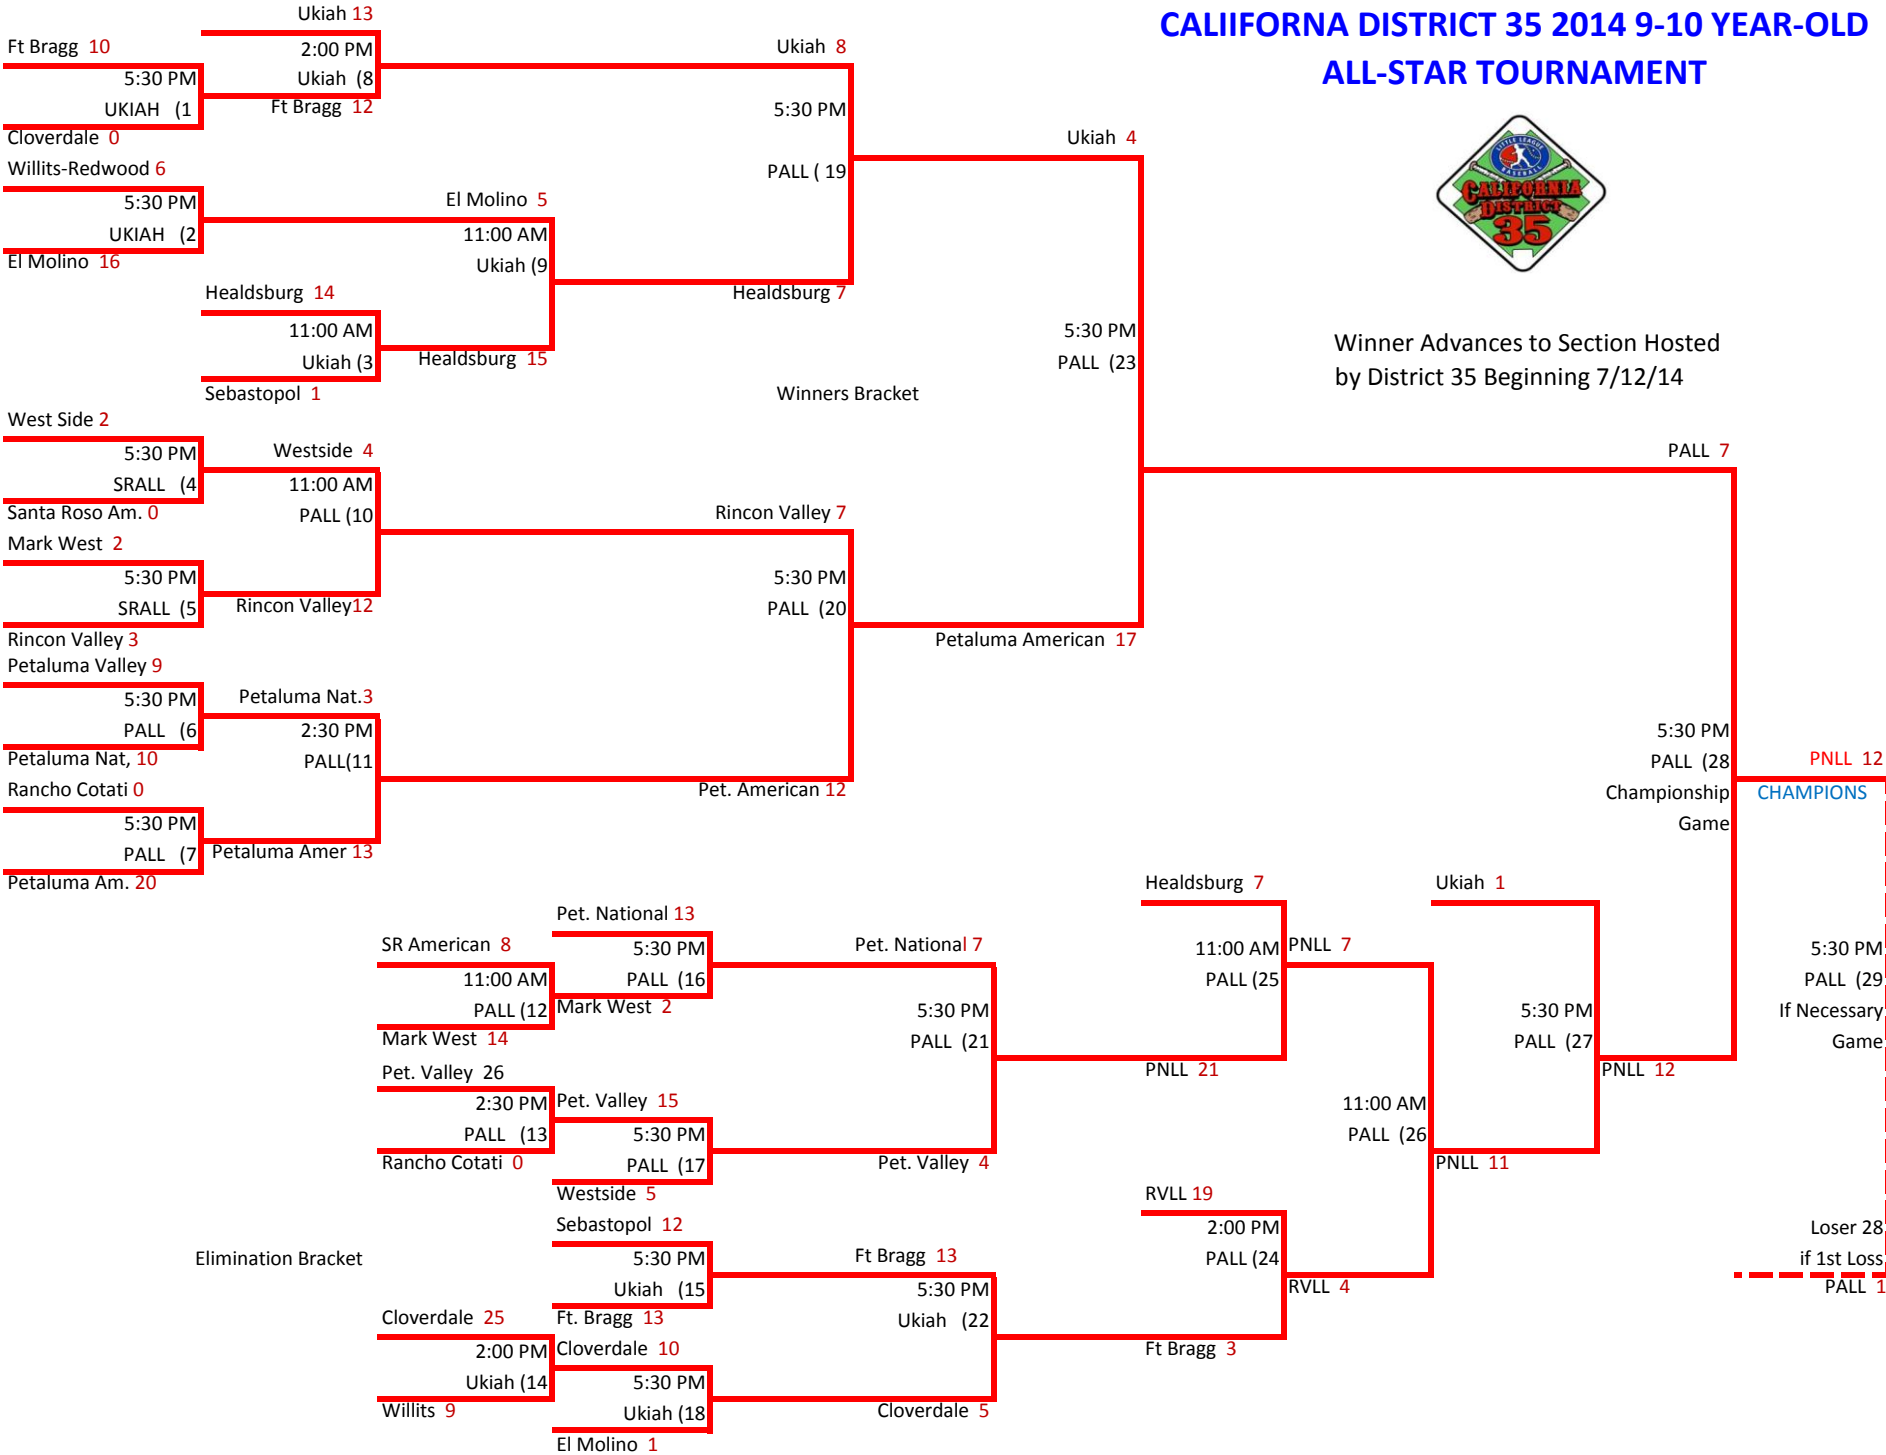 CALIIFORNA DISTRICT 35 2014 9-10 YEAR-OLD
ALL-STAR TOURNAMENT
LITTLE LEAGUE
BASEBALL
CALIFORNIA
DISTRICT
35
Winner Advances to Section Hosted
by District 35 Beginning 7/12/14
Ukiah 13
Ft Bragg 10
2:00 PM
Ukiah 8
5:30 PM
Ukiah (8
UKIAH (1
Ft Bragg 12
5:30 PM
Cloverdale 0
Ukiah 4
Willits-Redwood 6
PALL ( 19
5:30 PM
El Molino 5
UKIAH (2
11:00 AM
El Molino 16
Ukiah (9
Healdsburg 14
Healdsburg 7
11:00 AM
5:30 PM
Ukiah (3
Healdsburg 15
PALL (23
Sebastopol 1
Winners Bracket
West Side 2
5:30 PM
Westside 4
PALL 7
SRALL (4
11:00 AM
Santa Roso Am. 0
PALL (10
Rincon Valley 7
Mark West 2
5:30 PM
5:30 PM
SRALL (5
Rincon Valley12
PALL (20
Rincon Valley 3
Petaluma American 17
Petaluma Valley 9
5:30 PM
Petaluma Nat.3
PALL (6
2:30 PM
5:30 PM
Petaluma Nat, 10
PALL(11
PALL (28
PNLL 12
Rancho Cotati 0
Pet. American 12
Championship
CHAMPIONS
5:30 PM
Game
PALL (7
Petaluma Amer 13
Petaluma Am. 20
Healdsburg 7
Ukiah 1
Pet. National 13
SR American 8
5:30 PM
Pet. National 7
11:00 AM
PNLL 7
5:30 PM
11:00 AM
PALL (16
PALL (25
PALL (29
PALL (12
Mark West 2
5:30 PM
5:30 PM
If Necessary
Mark West 14
PALL (21
PALL (27
Game
Pet. Valley 26
PNLL 21
PNLL 12
2:30 PM
Pet. Valley 15
11:00 AM
PALL (13
5:30 PM
PALL (26
Rancho Cotati 0
PALL (17
Pet. Valley 4
PNLL 11
Westside 5
RVLL 19
Sebastopol 12
2:00 PM
Loser 28
Elimination Bracket
5:30 PM
Ft Bragg 13
PALL (24
if 1st Loss
Ukiah (15
5:30 PM
RVLL 4
PALL 1
Cloverdale 25
Ft. Bragg 13
Ukiah (22
2:00 PM
Cloverdale 10
Ft Bragg 3
Ukiah (14
5:30 PM
Willits 9
Ukiah (18
Cloverdale 5
El Molino 1